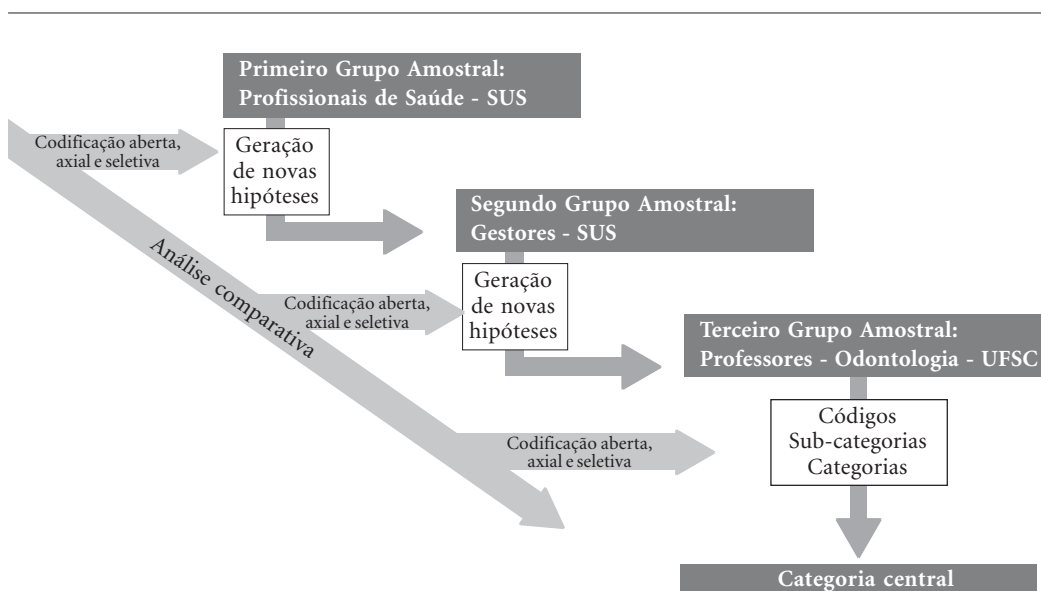 Primeiro Grupo Amostral:
Profissionais de Saúde - SUS
Codificação aberta,
axial e seletiva
Geração
de novas
hipóteses
Segundo Grupo Amostral:
Gestores - SUS
Análise comparativa
Codificação aberta,
axial e seletiva
Geração
de novas
hipóteses
Terceiro Grupo Amostral:
Professores - Odontologia - UFSC
Codificação aberta,
axial e seletiva
Códigos
Sub-categorias
Categorias
Categoria central